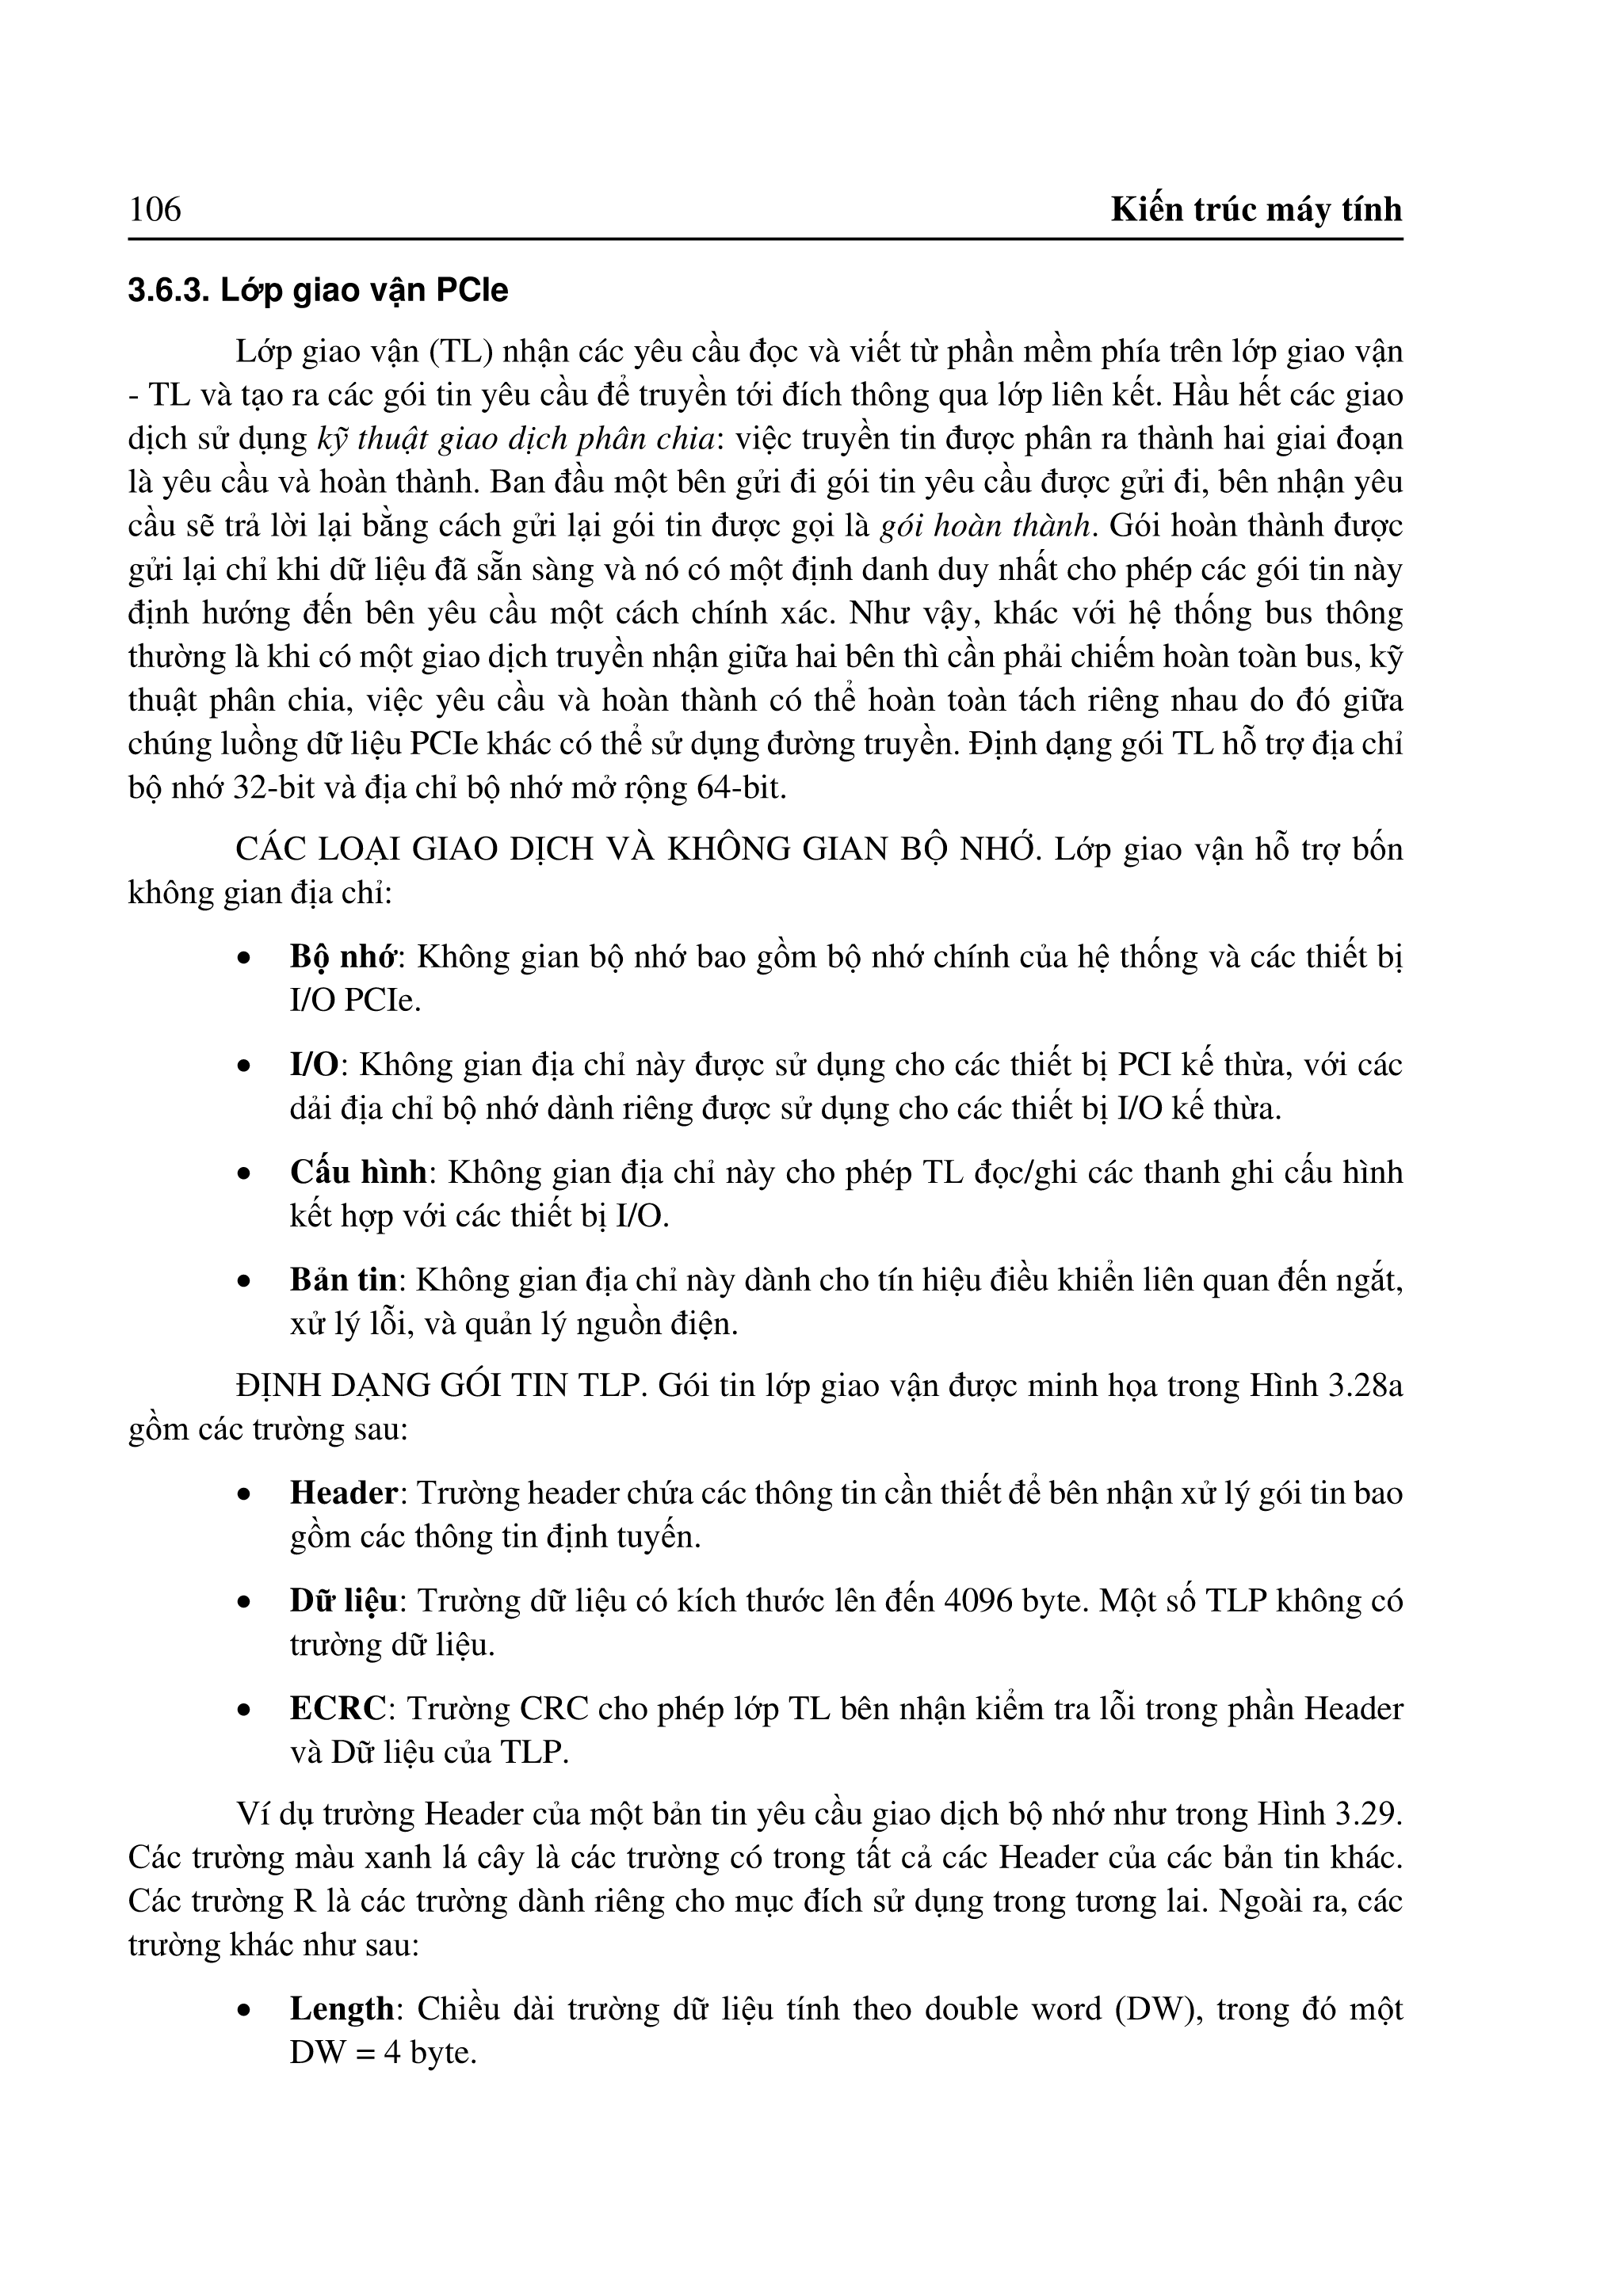 106 Kiến trúc máy tính
3.6.3. Lớp giao vận PCIe
Lớp giao vận (TL) nhận các yêu cầu đọc và viết từ phần mềm phía trên lớp giao vận
- TL và tạo ra các gói tin yêu cầu để truyền tới đích thông qua lớp liên kết. Hầu hết các giao
dịch sử dụng kỹ thuật giao dịch phân chia: việc truyền tin được phân ra thành hai giai đoạn
là yêu cầu và hoàn thành. Ban đầu một bên gửi đi gói tin yêu cầu được gửi đi, bên nhận yêu
cầu sẽ trả lời lại bằng cách gửi lại gói tin được gọi là gói hoàn thành. Gói hoàn thành được
gửi lại chỉ khi dữ liệu đã sẵn sàng và nó có một định danh duy nhất cho phép các gói tin này
định hướng đến bên yêu cầu một cách chính xác. Như vậy, khác với hệ thống bus thông
thường là khi có một giao dịch truyền nhận giữa hai bên thì cần phải chiếm hoàn toàn bus, kỹ
thuật phân chia, việc yêu cầu và hoàn thành có thể hoàn toàn tách riêng nhau do đó giữa
chúng luồng dữ liệu PCIe khác có thể sử dụng đường truyền. Định dạng gói TL hỗ trợ địa chỉ
bộ nhớ 32-bit và địa chỉ bộ nhớ mở rộng 64-bit.
CÁC LOẠI GIAO DỊCH VÀ KHÔNG GIAN BỘ NHỚ. Lớp giao vận hỗ trợ bốn
không gian địa chỉ:
• Bộ nhớ: Không gian bộ nhớ bao gồm bộ nhớ chính của hệ thống và các thiết bị
I/O PCIe.
• I/O: Không gian địa chỉ này được sử dụng cho các thiết bị PCI kế thừa, với các
dải địa chỉ bộ nhớ dành riêng được sử dụng cho các thiết bị I/O kế thừa.
• Cấu hình: Không gian địa chỉ này cho phép TL đọc/ghi các thanh ghi cấu hình
kết hợp với các thiết bị I/O.
• Bản tin: Không gian địa chỉ này dành cho tín hiệu điều khiển liên quan đến ngắt,
xử lý lỗi, và quản lý nguồn điện.
ĐỊNH DẠNG GÓI TIN TLP. Gói tin lớp giao vận được minh họa trong Hình 3.28a
gồm các trường sau:
• Header: Trường header chứa các thông tin cần thiết để bên nhận xử lý gói tin bao
gồm các thông tin định tuyến.
• Dữ liệu: Trường dữ liệu có kích thước lên đến 4096 byte. Một số TLP không có
trường dữ liệu.
• ECRC: Trường CRC cho phép lớp TL bên nhận kiểm tra lỗi trong phần Header
và Dữ liệu của TLP.
Ví dụ trường Header của một bản tin yêu cầu giao dịch bộ nhớ như trong Hình 3.29.
Các trường màu xanh lá cây là các trường có trong tất cả các Header của các bản tin khác.
Các trường R là các trường dành riêng cho mục đích sử dụng trong tương lai. Ngoài ra, các
trường khác như sau:
• Length: Chiều dài trường dữ liệu tính theo double word (DW), trong đó một
DW = 4 byte.